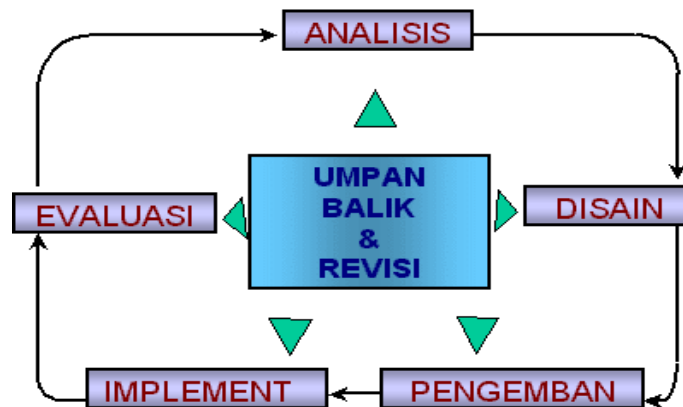 ANALISIS
UMPAN
BALIK
&
REVISI
EVALUASI
DISAIN
IMPLEMENT
PENGEMBAN